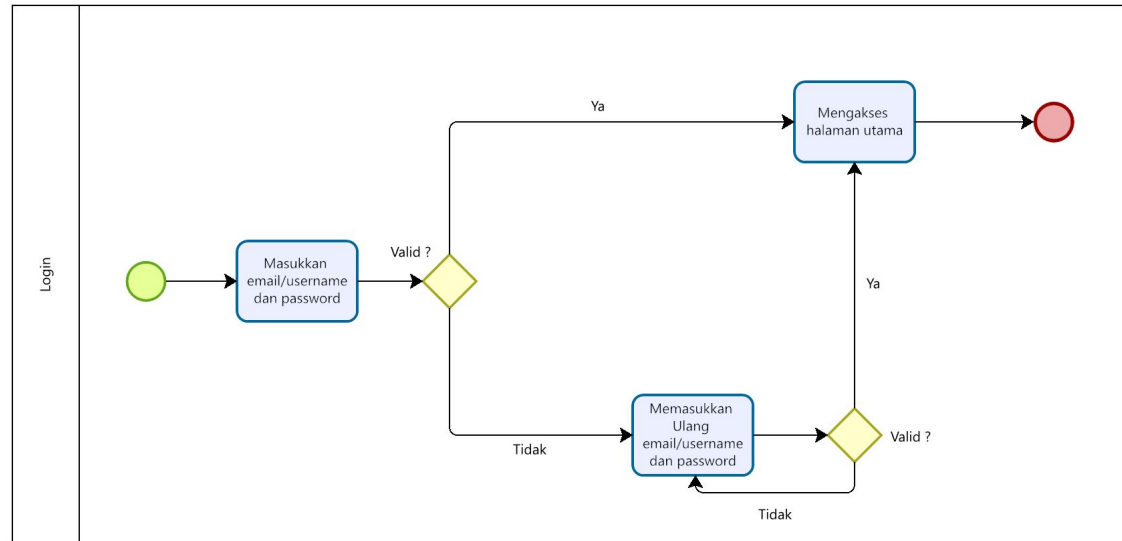 Login
Masukkan
email/username
dan password
Valid ?
Ya
Mengakses
halaman utama
Tidak
Memasukkan
Ulang
email/username
dan password
Valid ?
Ya
Tidak